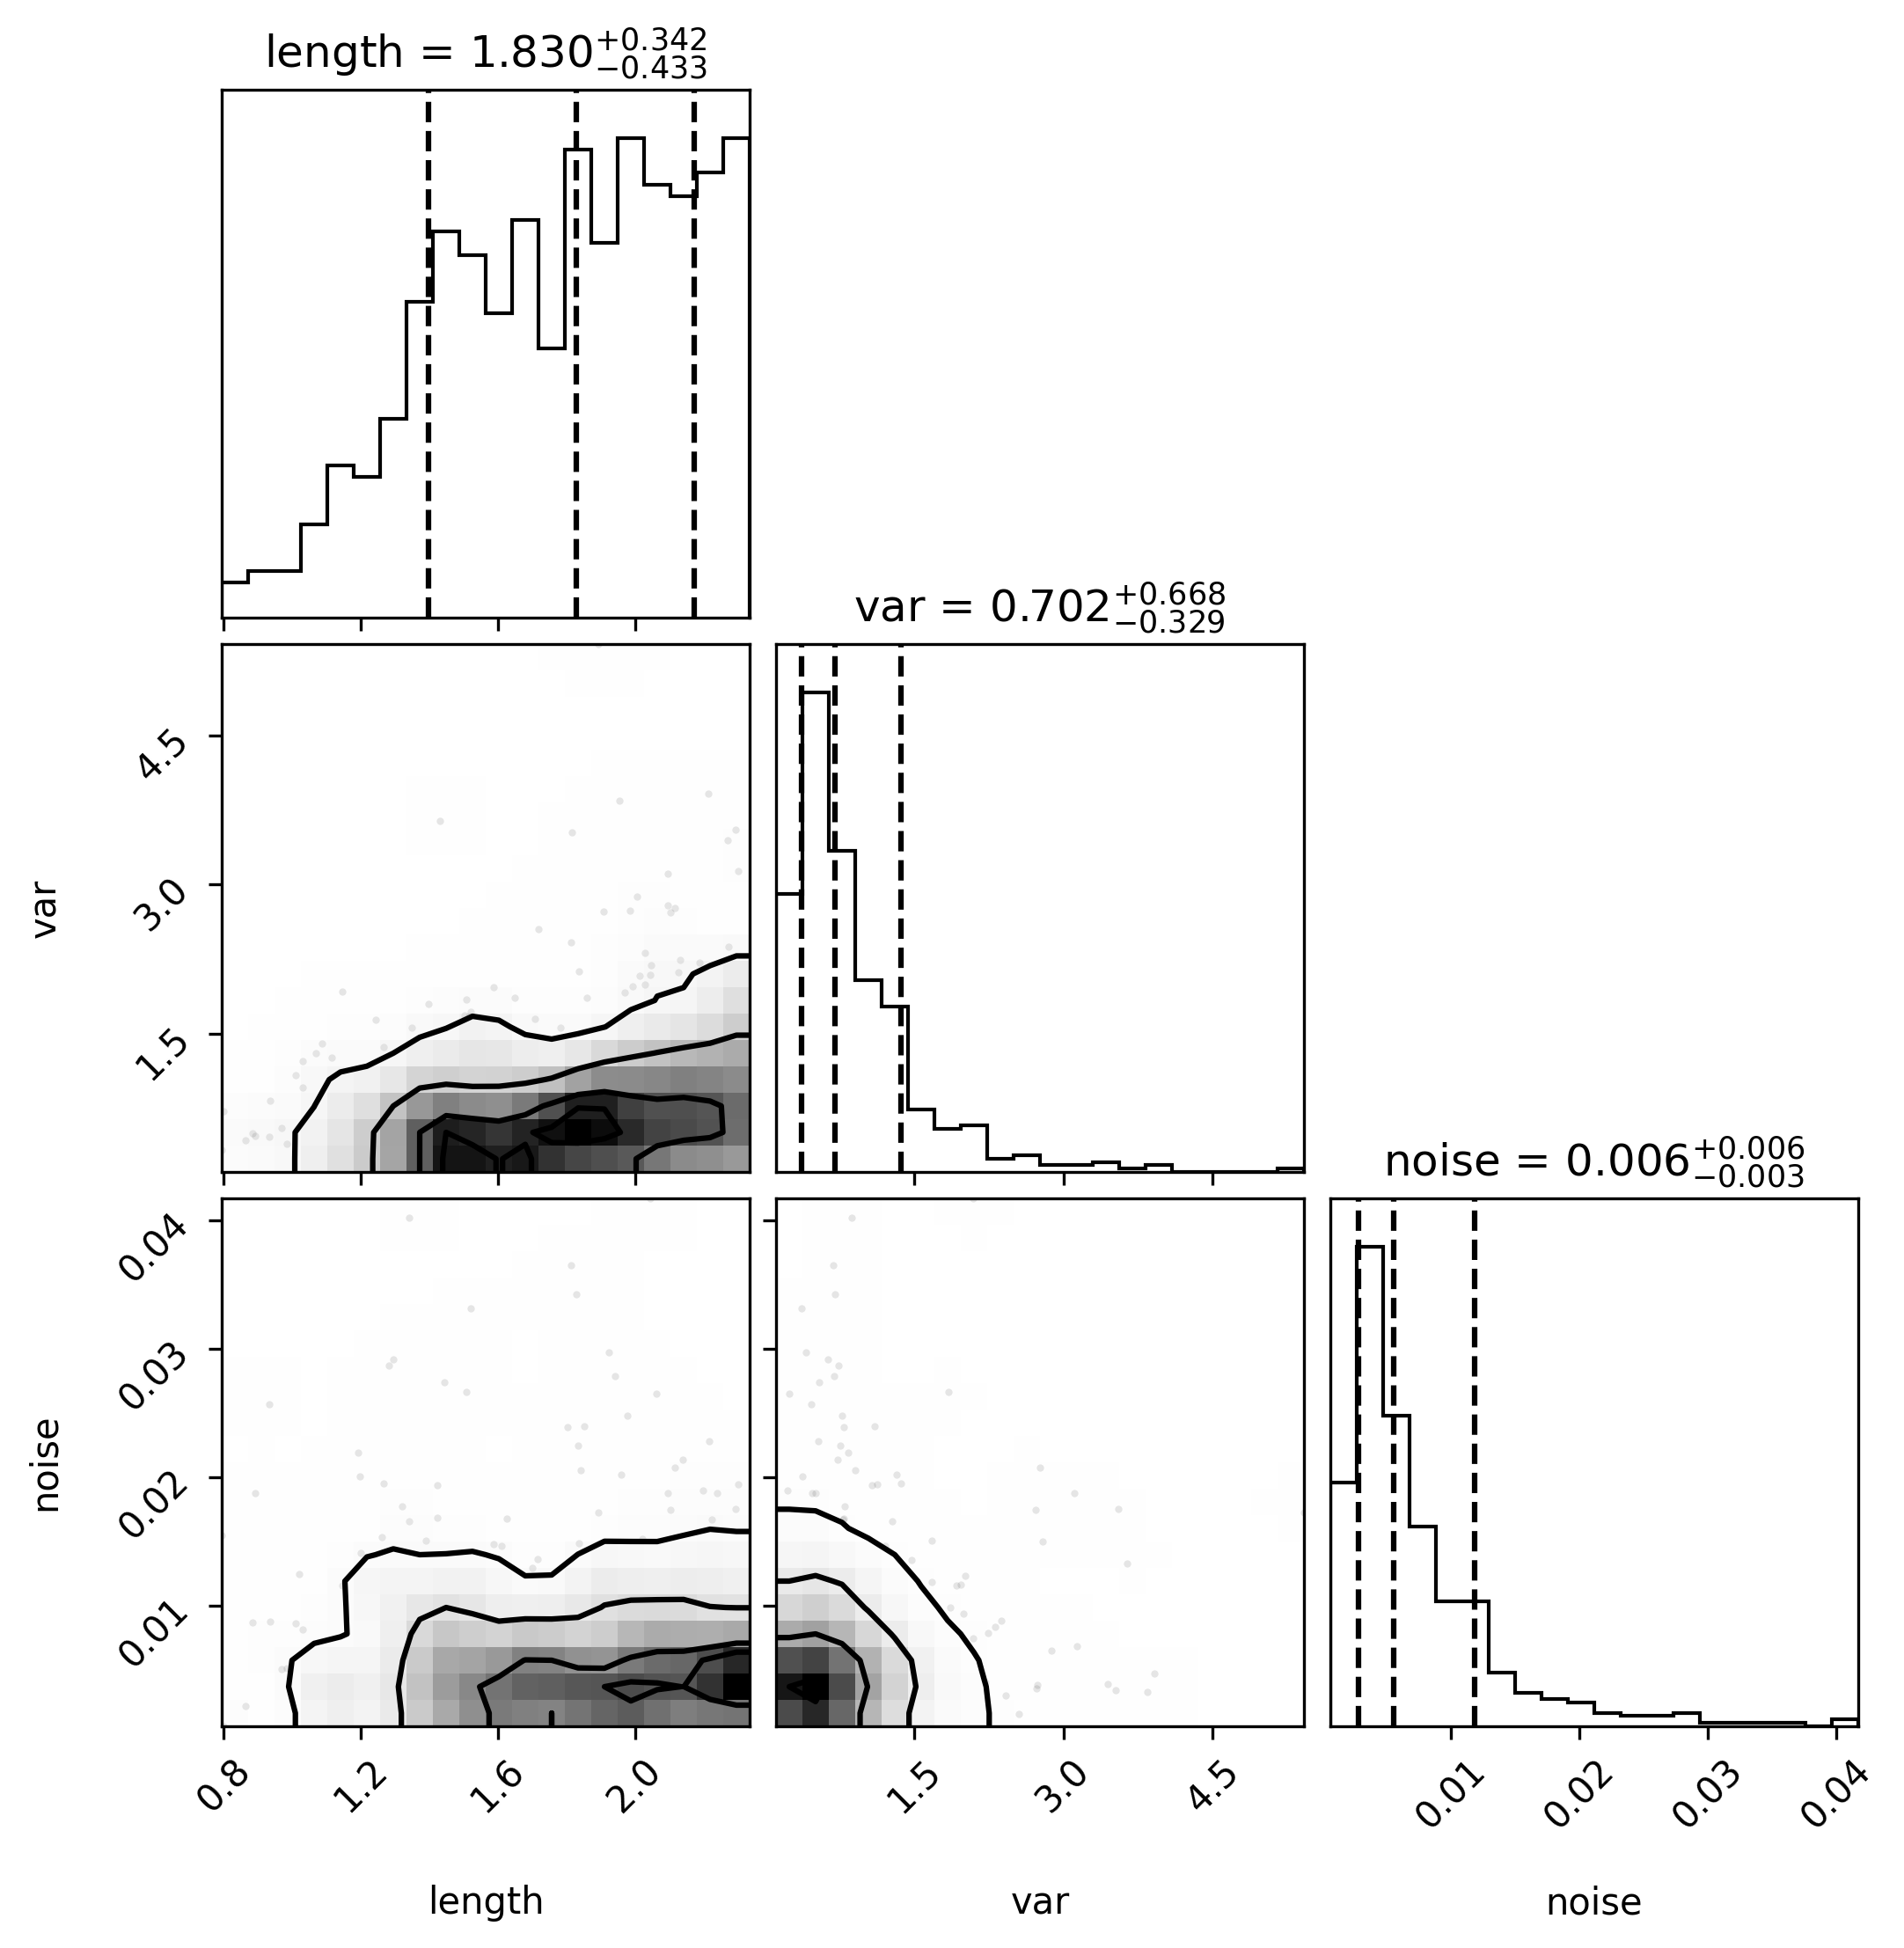 length = 1.830+0.342 −0.433
var = 0.702+0.668 −0.329
4.5
3.0
1.5
var
noise = 0.006+0.006 −0.003
0.04
0.03
0.02
0.01
noise
0.8 1.2 1.6 2.0 1.5 3.0 4.5 0.01 0.02 0.03 0.04
length var noise